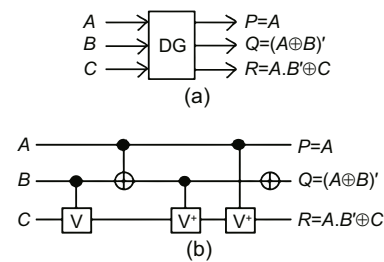 A P=A
B DG Q=(A⊕B)′
C R=A.B′⊕C
(a)
A P=A
B Q=(A⊕B)′
C V V⁺ V⁺ R=A.B′⊕C
(b)